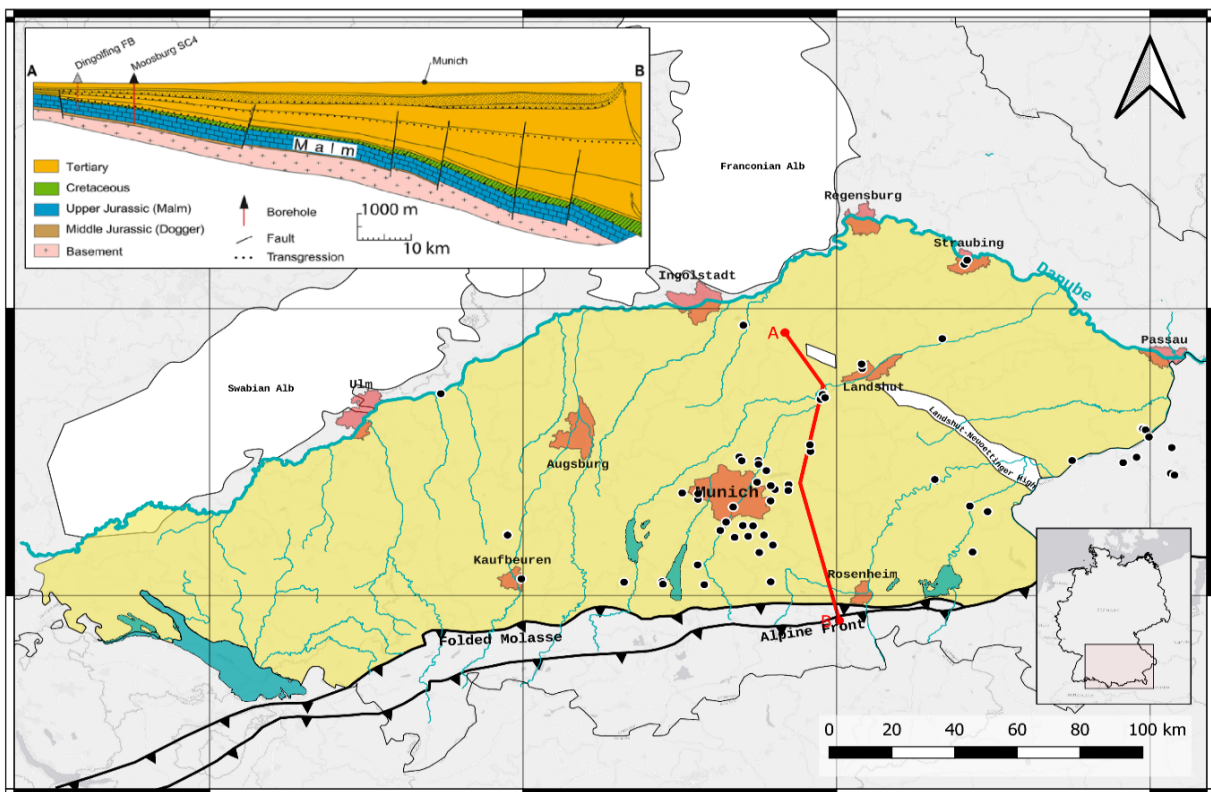 Dingolfing FB
Moosburg SC4
A
Munich
B
Malm
Tertiary
Cretaceous
Upper Jurassic (Malm)
Middle Jurassic (Dogger)
Basement
Borehole
Fault
Transgression
1000 m
10 km
Franconian Alb
Regensburg
Straubing
Danube
Ingolstadt
A
Passau
Swabian Alb
Ulm
Landshut
Landshut-Neuoettinger High
Augsburg
Munich
Kaufbeuren
Rosenheim
B
Folded Molasse
Alpine Front
0 20 40 60 80 100 km